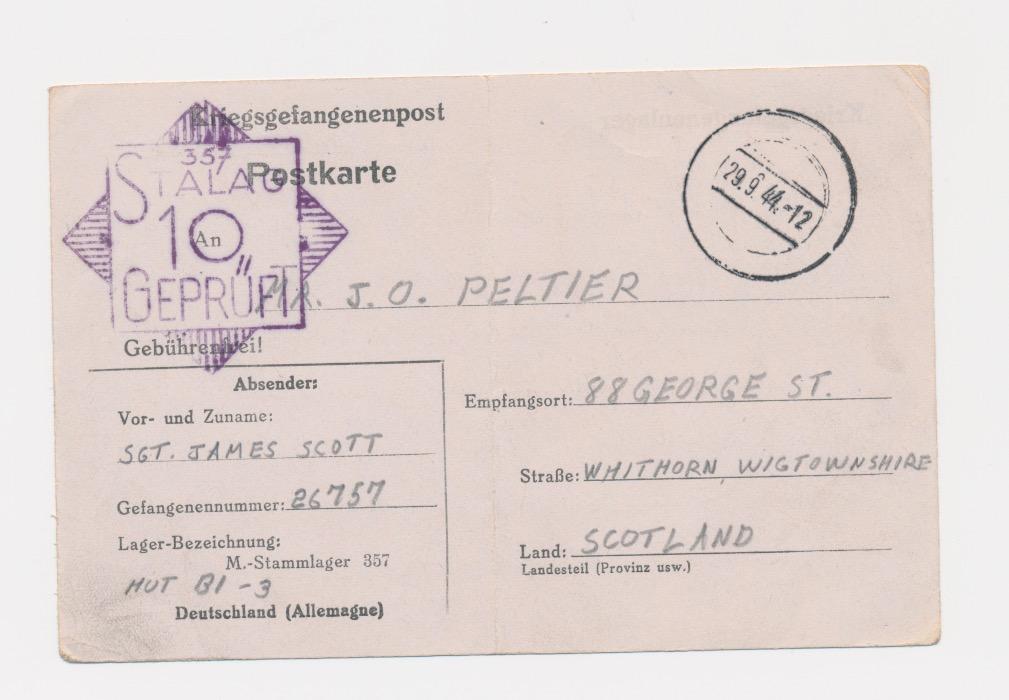 Kriegsgefangenenpost
Postkarte
357
STALAG
10
GEPRÜFT
29.9.44.-12
An
MR. J.O. PELTIER
Gebührenfrei!
Absender:
Vor- und Zuname:
SGT. JAMES SCOTT
Gefangenennummer: 26757
Lager-Bezeichnung:
M.-Stammlager 357
HUT B1-3
Deutschland (Allemagne)
Empfangsort: 88 GEORGE ST.
Straße: WHITHORN, WIGTOWNSHIRE
Land: SCOTLAND
Landesteil (Provinz usw.)